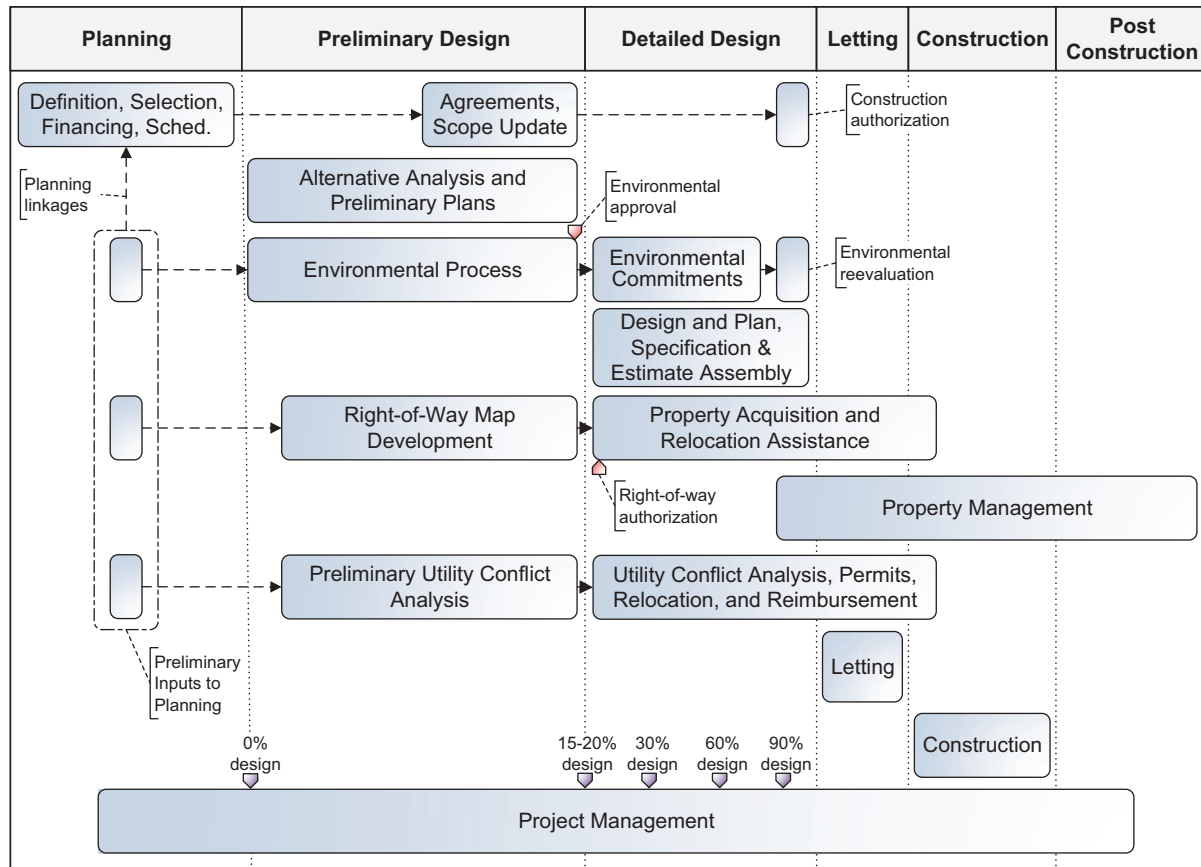 Planning
Preliminary Design
Detailed Design
Letting
Construction
Post
Construction
Definition, Selection,
Financing, Sched.
Agreements,
Scope Update
Construction
authorization
Planning
linkages
Alternative Analysis and
Preliminary Plans
Environmental
approval
Environmental Process
Environmental
Commitments
Environmental
reevaluation
Design and Plan,
Specification &
Estimate Assembly
Right-of-Way Map
Development
Property Acquisition and
Relocation Assistance
Right-of-way
authorization
Property Management
Preliminary Utility Conflict
Analysis
Utility Conflict Analysis, Permits,
Relocation, and Reimbursement
Preliminary
Inputs to
Planning
Letting
Construction
0%
design
15-20%
design
30%
design
60%
design
90%
design
Project Management